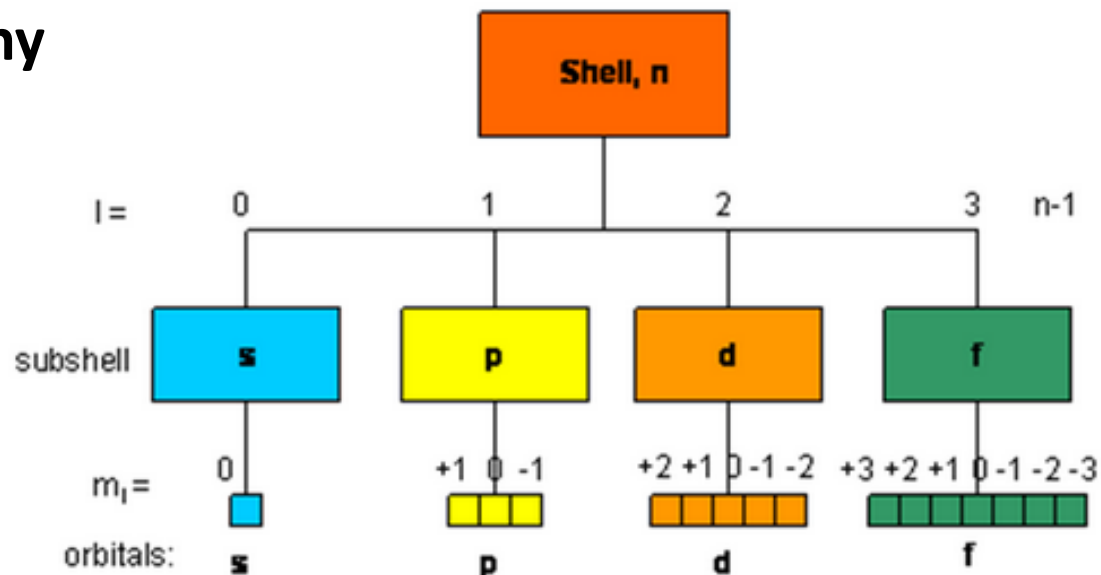 Shell, n
l = 0 1 2 3 n-1
subshell s p d f
m_l = 0 +1 0 -1 +2 +1 0 -1 -2 +3 +2 +1 0 -1 -2 -3
orbitals: s p d f